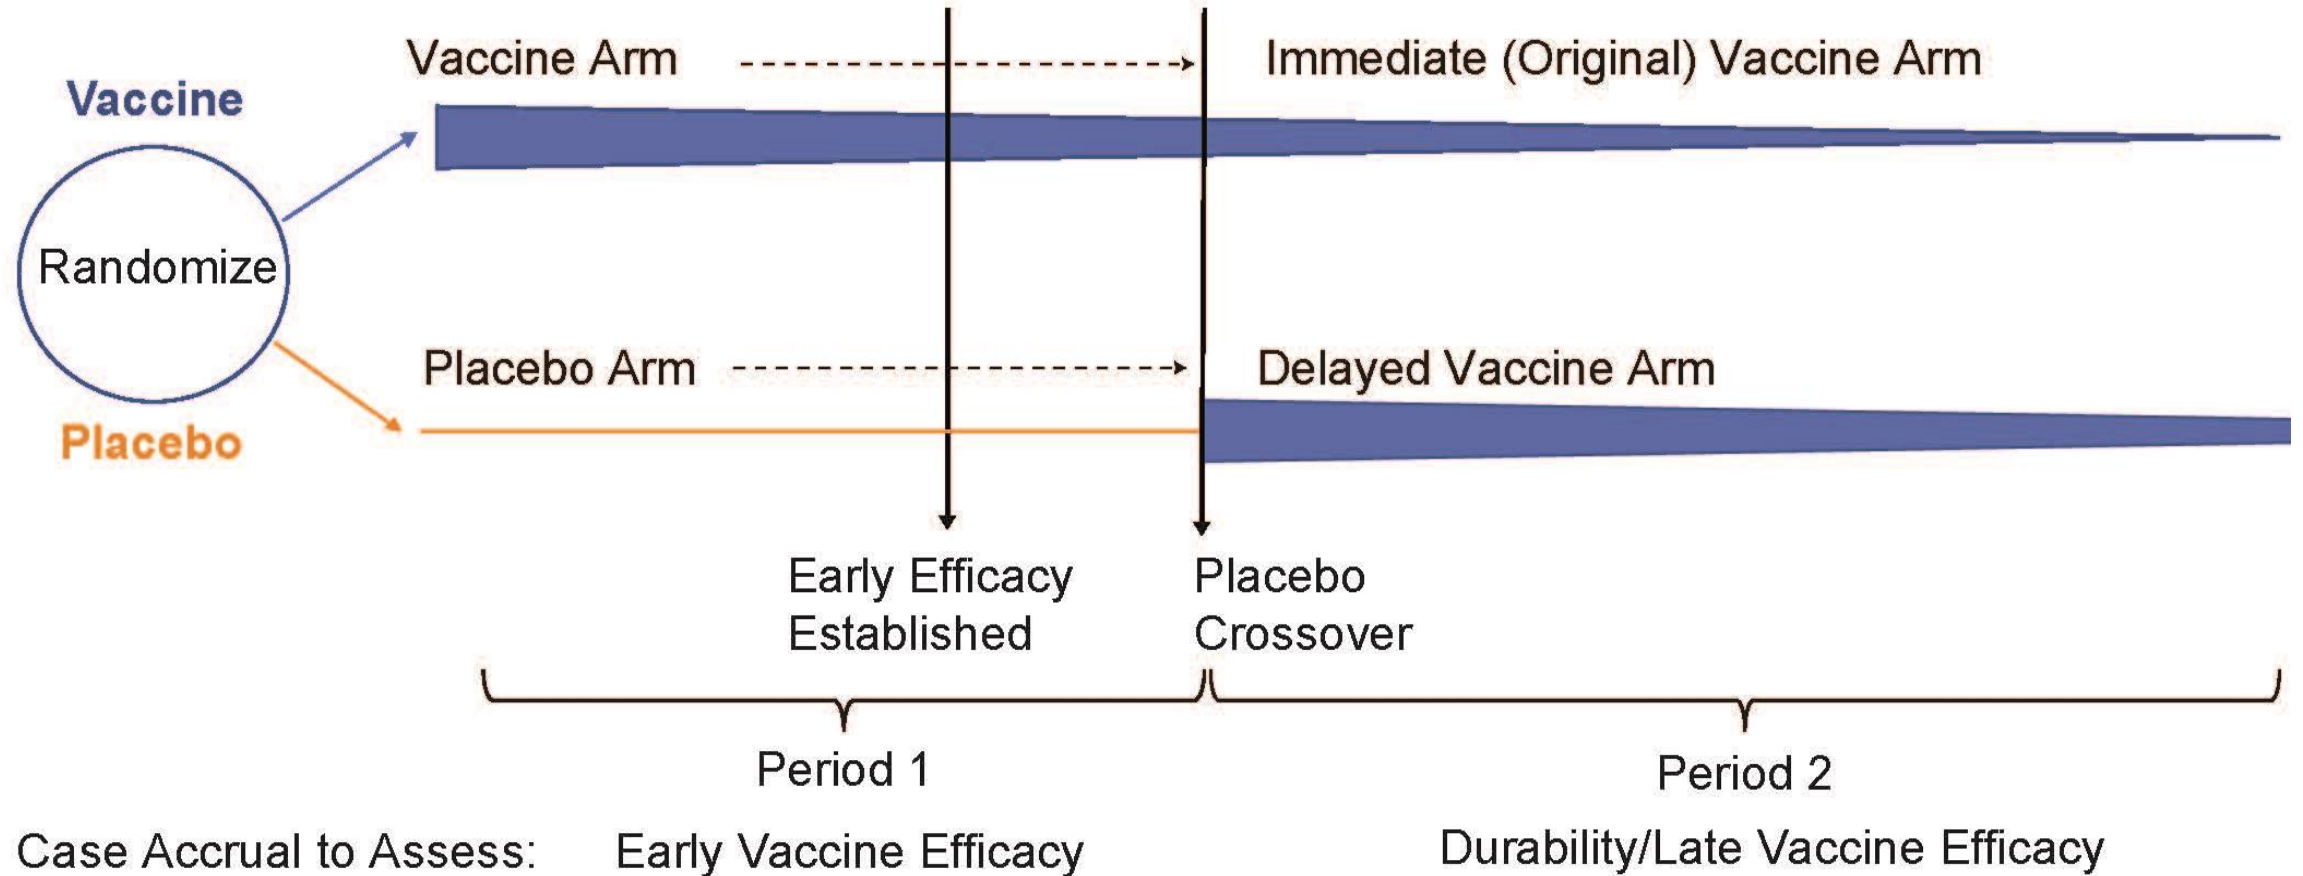 Vaccine Arm
Immediate (Original) Vaccine Arm
Vaccine
Randomize
Placebo Arm
Delayed Vaccine Arm
Placebo
Early Efficacy
Established
Placebo
Crossover
Period 1
Period 2
Case Accrual to Assess:
Early Vaccine Efficacy
Durability/Late Vaccine Efficacy